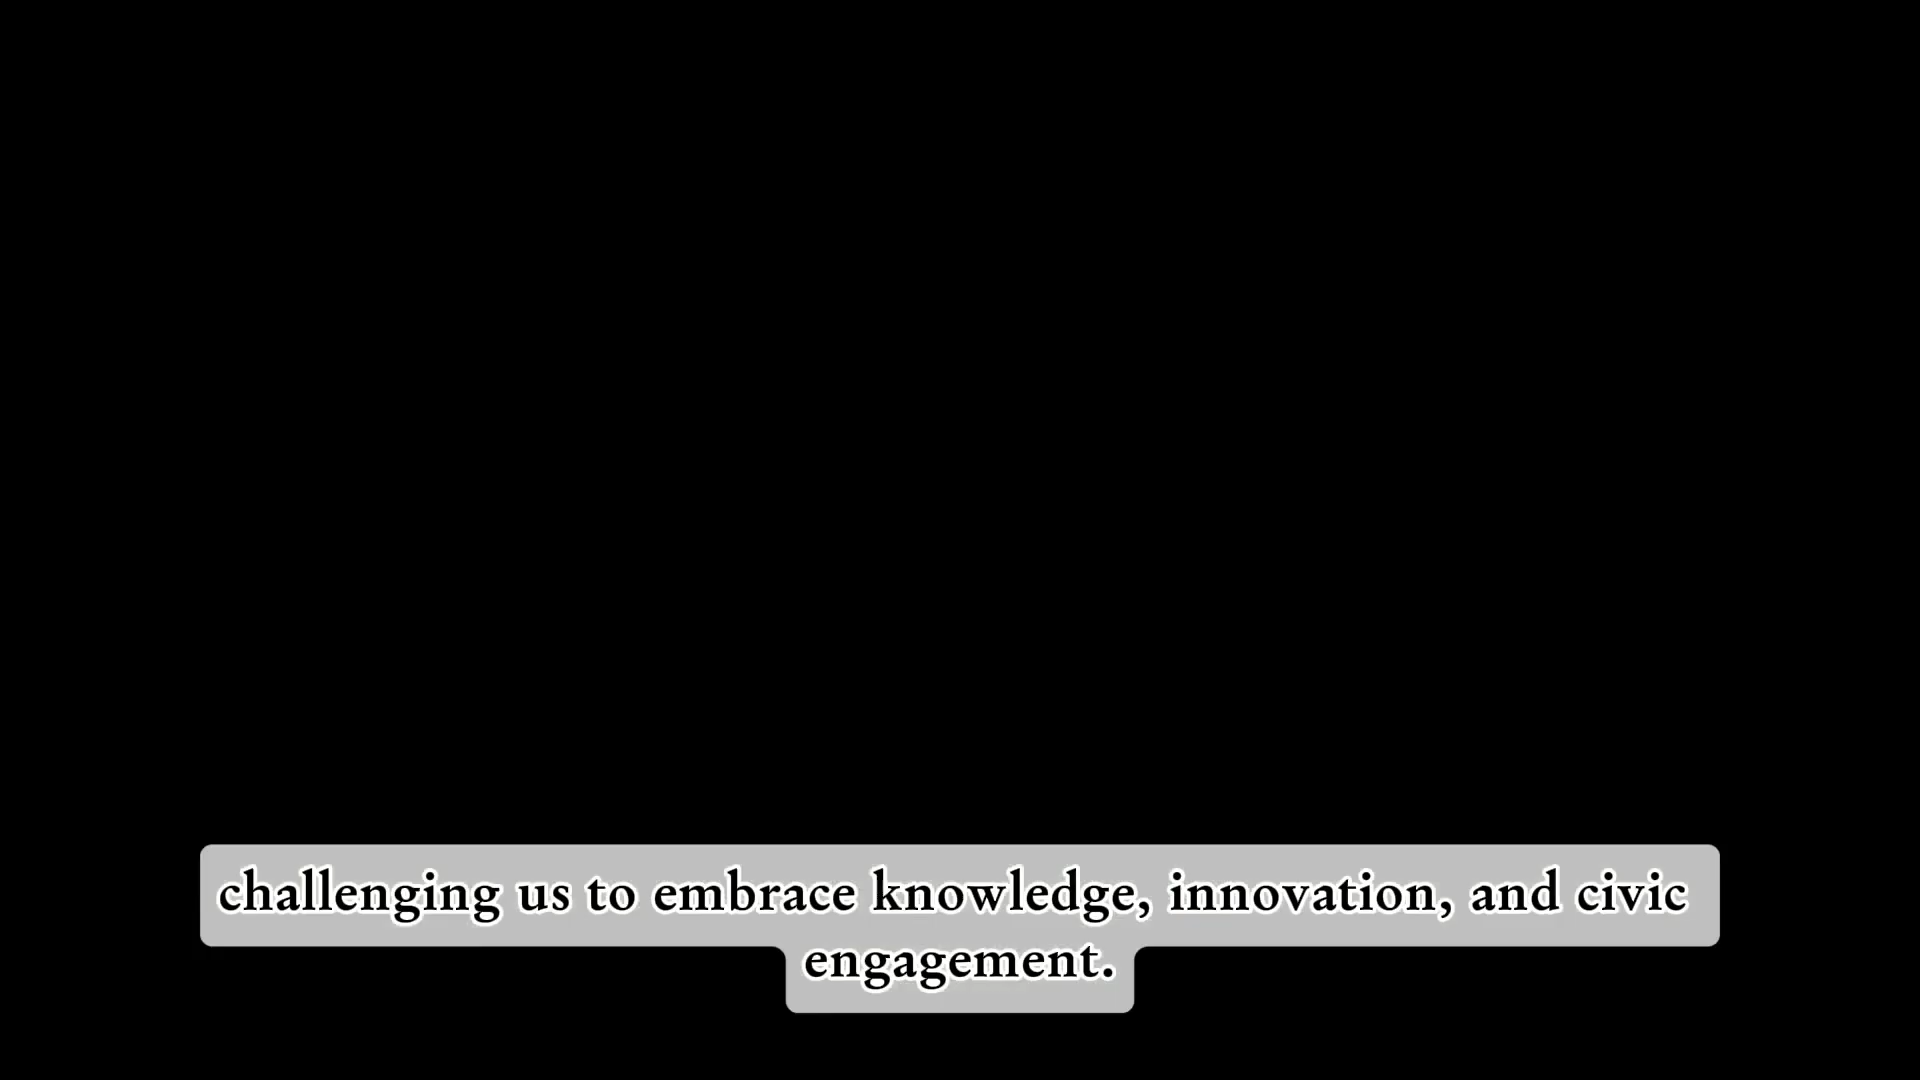 challenging us to embrace knowledge, innovation, and civic
engagement.